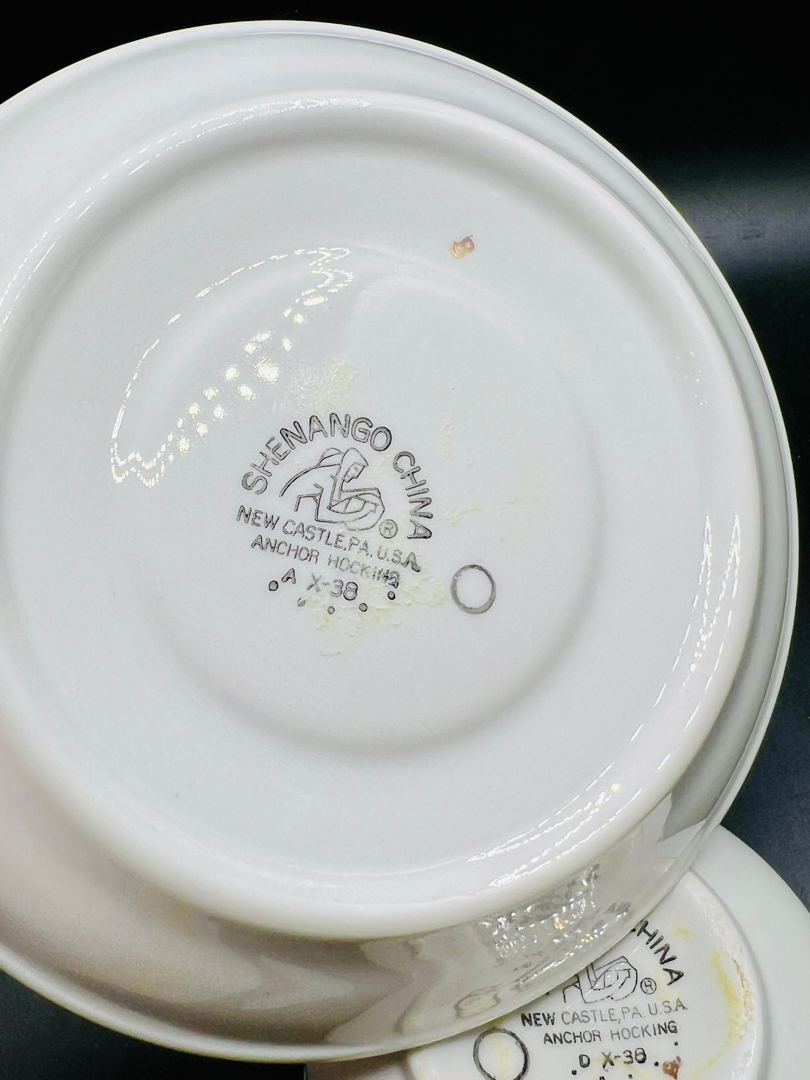 SHENANGO CHINA
®
NEW CASTLE, PA. U.S.A.
ANCHOR HOCKING
A X-38
CHINA
®
NEW CASTLE, PA. U.S.A.
ANCHOR HOCKING
D X-38